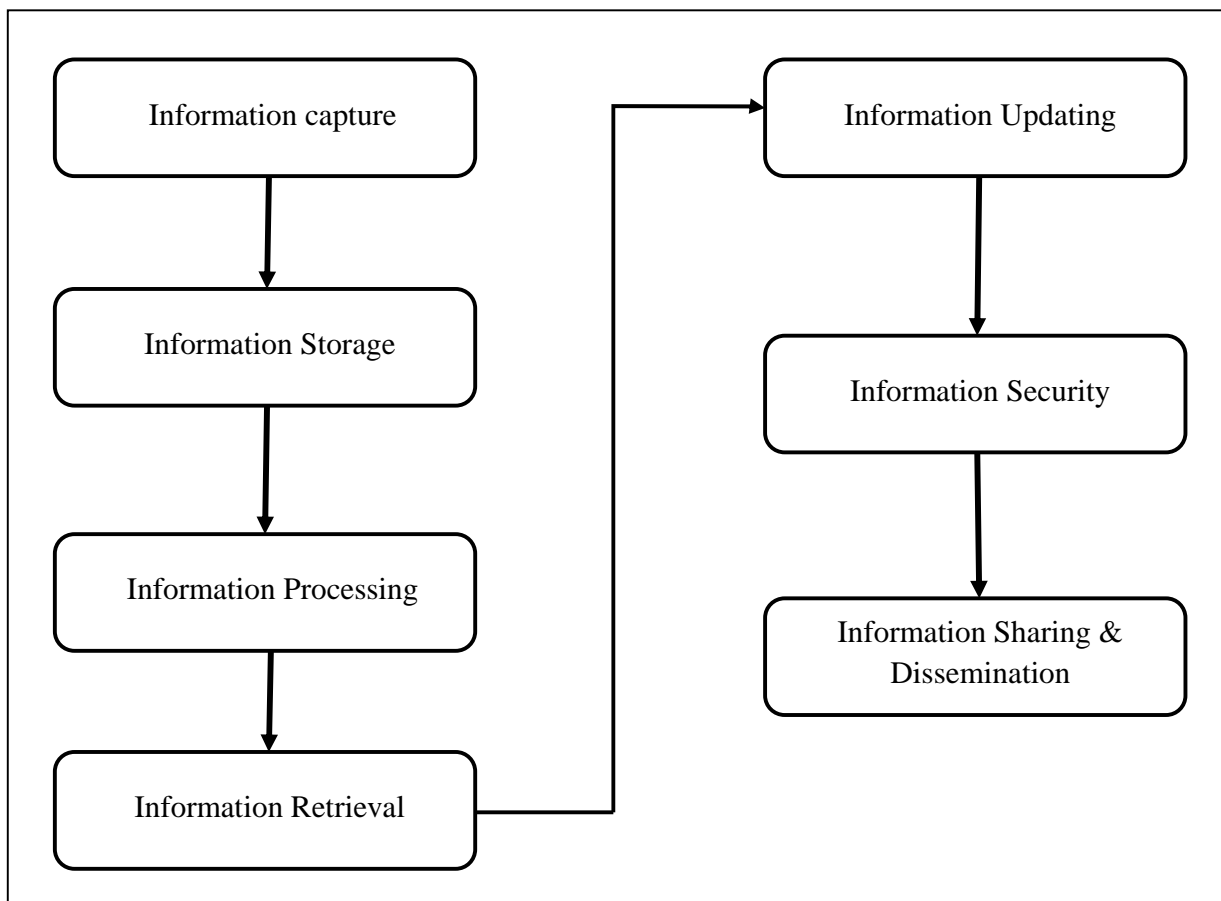 Information capture
Information Storage
Information Processing
Information Retrieval
Information Updating
Information Security
Information Sharing &
Dissemination